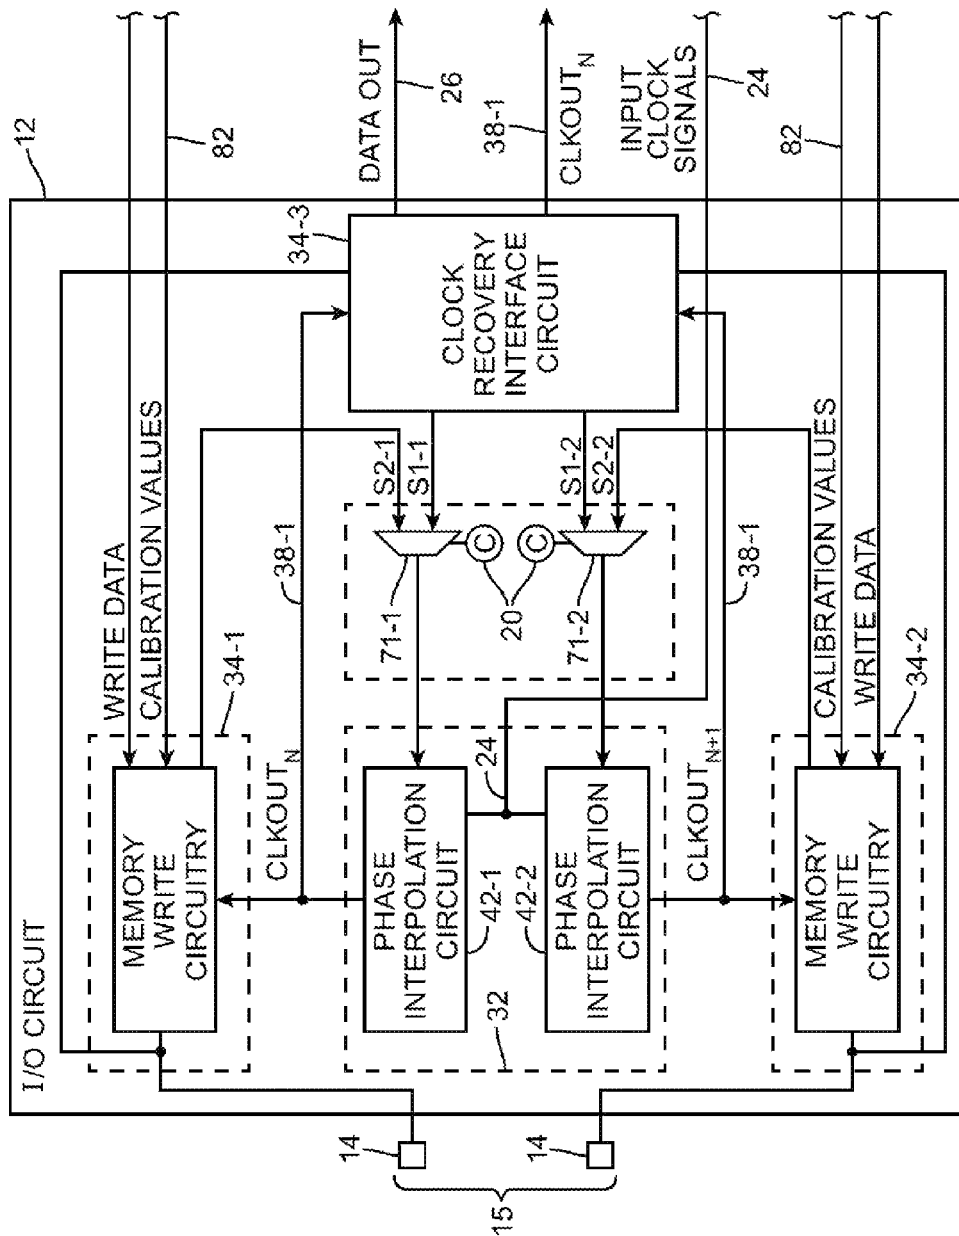 I/O CIRCUIT
12
WRITE DATA
CALIBRATION VALUES
82
34-1
MEMORY
WRITE
CIRCUITRY
CLKOUTN
38-1
34-3
DATA OUT
26
14
15
PHASE
INTERPOLATION
CIRCUIT
42-1
71-1
S2-1
S1-1
C
CLOCK
RECOVERY
INTERFACE
CIRCUIT
CLKOUTN
38-1
24
20
C
32
14
42-2
PHASE
INTERPOLATION
CIRCUIT
71-2
S1-2
S2-2
INPUT
CLOCK
SIGNALS
24
CLKOUTN+1
38-1
82
MEMORY
WRITE
CIRCUITRY
34-2
CALIBRATION VALUES
WRITE DATA